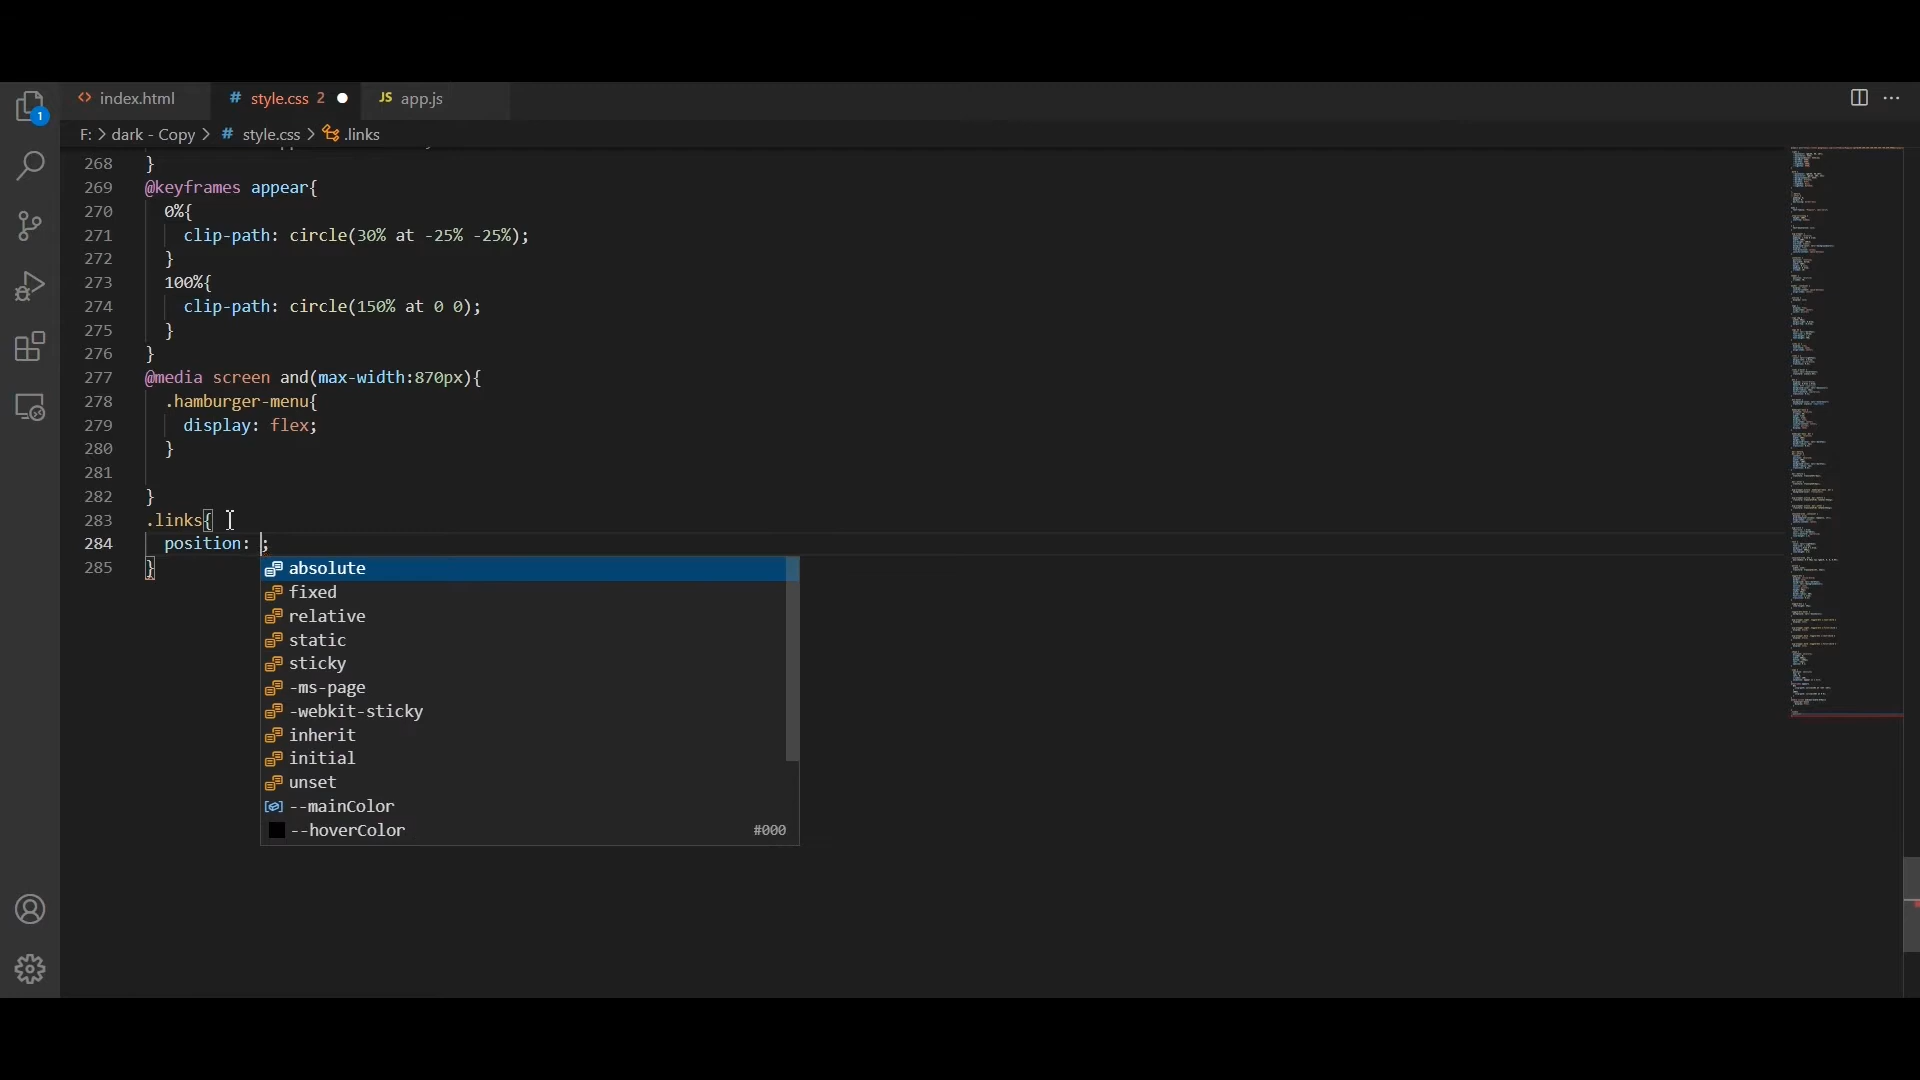 1
index.html
# style.css 2
JS app.js
F: > dark - Copy > # style.css > .links
268 }
269 @keyframes appear{
270 0%{
271 clip-path: circle(30% at -25% -25%);
272 }
273 100%{
274 clip-path: circle(150% at 0 0);
275 }
276 }
277 @media screen and(max-width:870px){
278 .hamburger-menu{
279 display: flex;
280 }
281
282 }
283 .links{
284 position: ;
285 }
absolute
fixed
relative
static
sticky
-ms-page
-webkit-sticky
inherit
initial
unset
--mainColor
--hoverColor #000